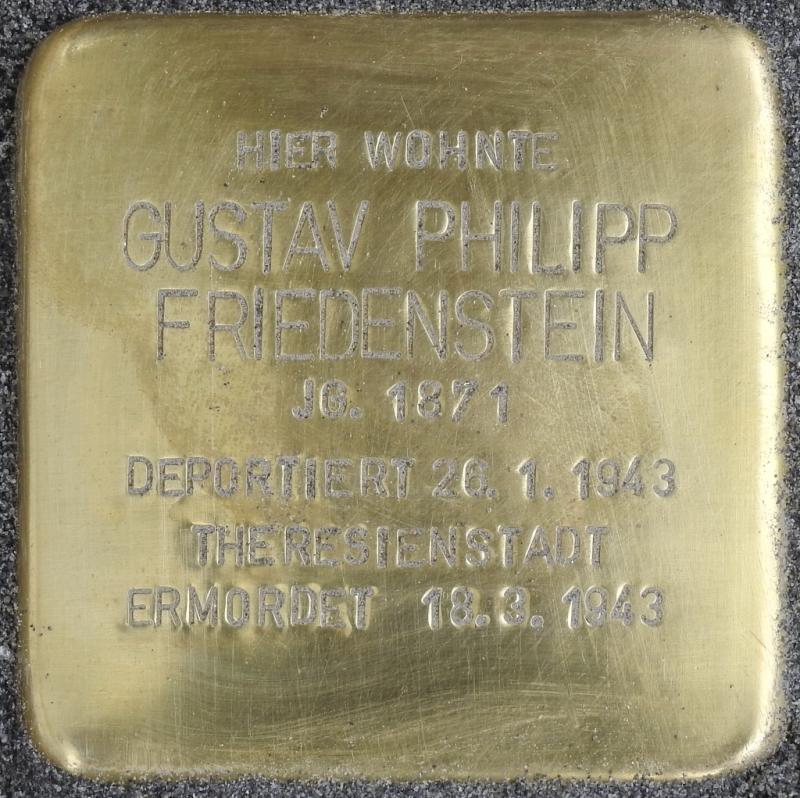 HIER WOHNTE
GUSTAV PHILIPP
FRIEDENSTEIN
JG. 1871
DEPORTIERT 26. 1. 1943
THERESIENSTADT
ERMORDET 18. 3. 1943